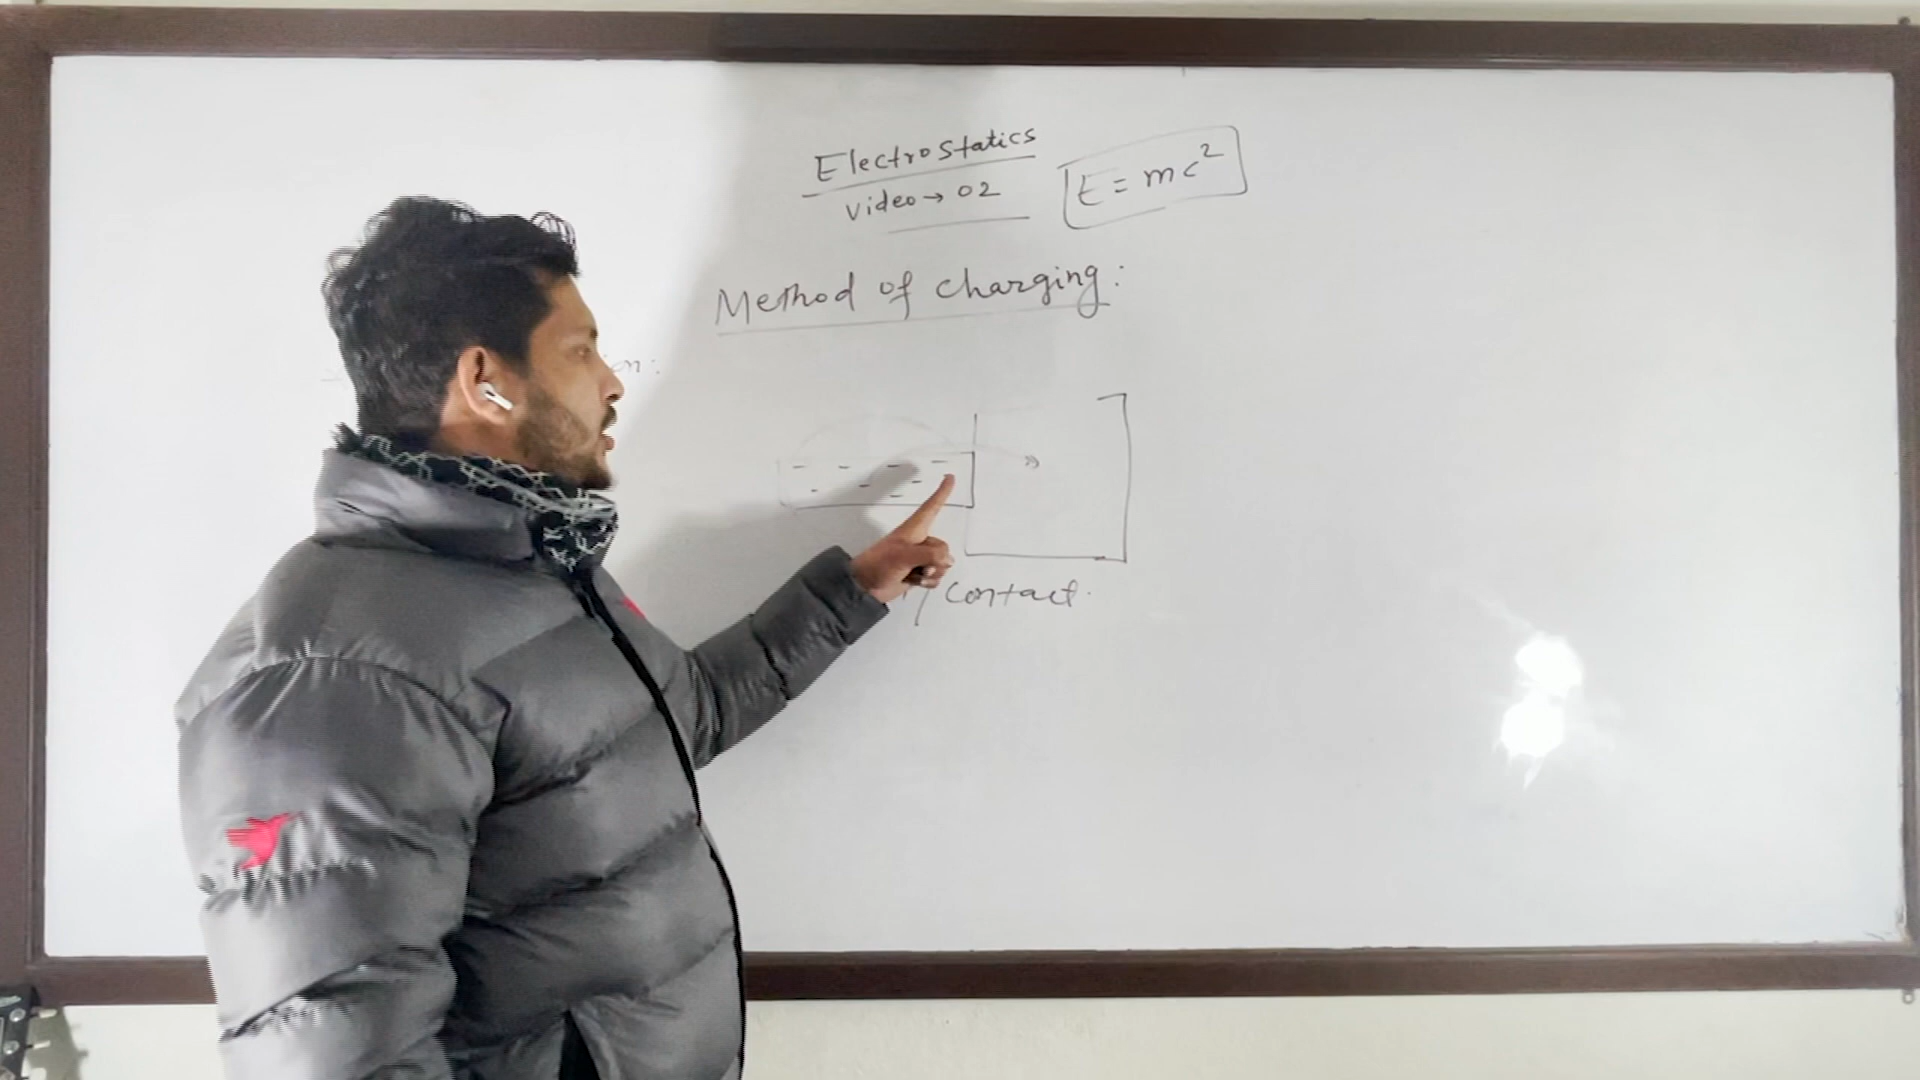 Electrostatics
Video → 02
E = mc²
Method of charging:
contact.